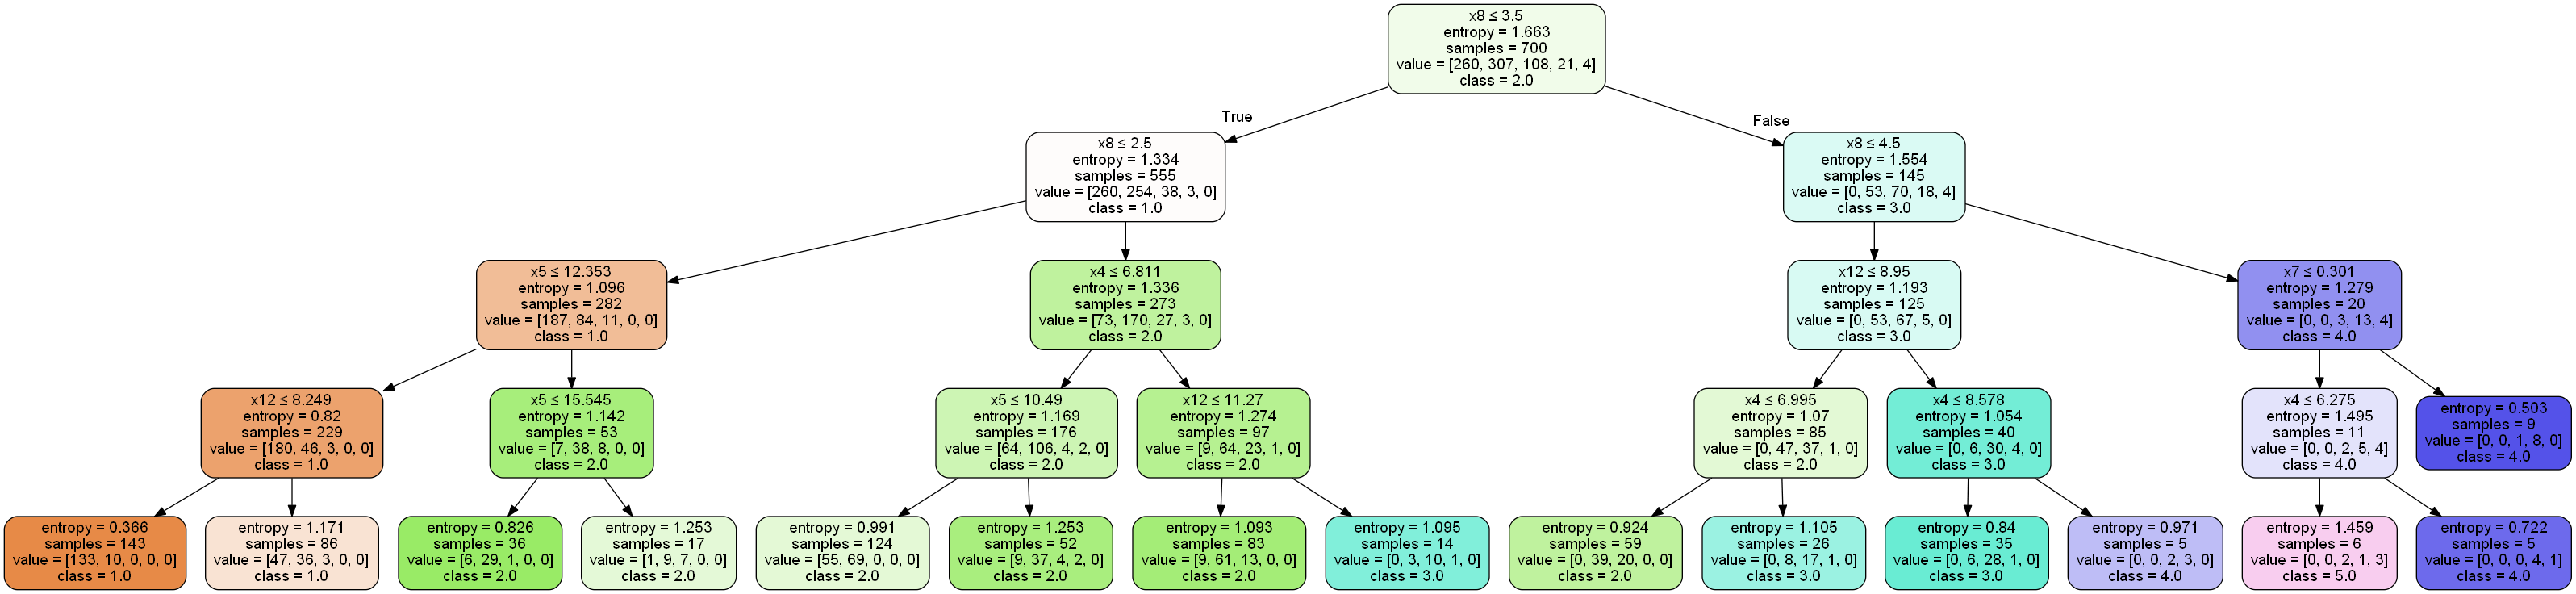 x8 ≤ 3.5
entropy = 1.663
samples = 700
value = [260, 307, 108, 21, 4]
class = 2.0
True
False
x8 ≤ 2.5
entropy = 1.334
samples = 555
value = [260, 254, 38, 3, 0]
class = 1.0
x8 ≤ 4.5
entropy = 1.554
samples = 145
value = [0, 53, 70, 18, 4]
class = 3.0
x5 ≤ 12.353
entropy = 1.096
samples = 282
value = [187, 84, 11, 0, 0]
class = 1.0
x4 ≤ 6.811
entropy = 1.336
samples = 273
value = [73, 170, 27, 3, 0]
class = 2.0
x12 ≤ 8.95
entropy = 1.193
samples = 125
value = [0, 53, 67, 5, 0]
class = 3.0
x7 ≤ 0.301
entropy = 1.279
samples = 20
value = [0, 0, 3, 13, 4]
class = 4.0
x12 ≤ 8.249
entropy = 0.82
samples = 229
value = [180, 46, 3, 0, 0]
class = 1.0
x5 ≤ 15.545
entropy = 1.142
samples = 53
value = [7, 38, 8, 0, 0]
class = 2.0
x5 ≤ 10.49
entropy = 1.169
samples = 176
value = [64, 106, 4, 2, 0]
class = 2.0
x12 ≤ 11.27
entropy = 1.274
samples = 97
value = [9, 64, 23, 1, 0]
class = 2.0
x4 ≤ 6.995
entropy = 1.07
samples = 85
value = [0, 47, 37, 1, 0]
class = 2.0
x4 ≤ 8.578
entropy = 1.054
samples = 40
value = [0, 6, 30, 4, 0]
class = 3.0
x4 ≤ 6.275
entropy = 1.495
samples = 11
value = [0, 0, 2, 5, 4]
class = 4.0
entropy = 0.503
samples = 9
value = [0, 0, 1, 8, 0]
class = 4.0
entropy = 0.366
samples = 143
value = [133, 10, 0, 0, 0]
class = 1.0
entropy = 1.171
samples = 86
value = [47, 36, 3, 0, 0]
class = 1.0
entropy = 0.826
samples = 36
value = [6, 29, 1, 0, 0]
class = 2.0
entropy = 1.253
samples = 17
value = [1, 9, 7, 0, 0]
class = 2.0
entropy = 0.991
samples = 124
value = [55, 69, 0, 0, 0]
class = 2.0
entropy = 1.253
samples = 52
value = [9, 37, 4, 2, 0]
class = 2.0
entropy = 1.093
samples = 83
value = [9, 61, 13, 0, 0]
class = 2.0
entropy = 1.095
samples = 14
value = [0, 3, 10, 1, 0]
class = 3.0
entropy = 0.924
samples = 59
value = [0, 39, 20, 0, 0]
class = 2.0
entropy = 1.105
samples = 26
value = [0, 8, 17, 1, 0]
class = 3.0
entropy = 0.84
samples = 35
value = [0, 6, 28, 1, 0]
class = 3.0
entropy = 0.971
samples = 5
value = [0, 0, 2, 3, 0]
class = 4.0
entropy = 1.459
samples = 6
value = [0, 0, 2, 1, 3]
class = 5.0
entropy = 0.722
samples = 5
value = [0, 0, 0, 4, 1]
class = 4.0